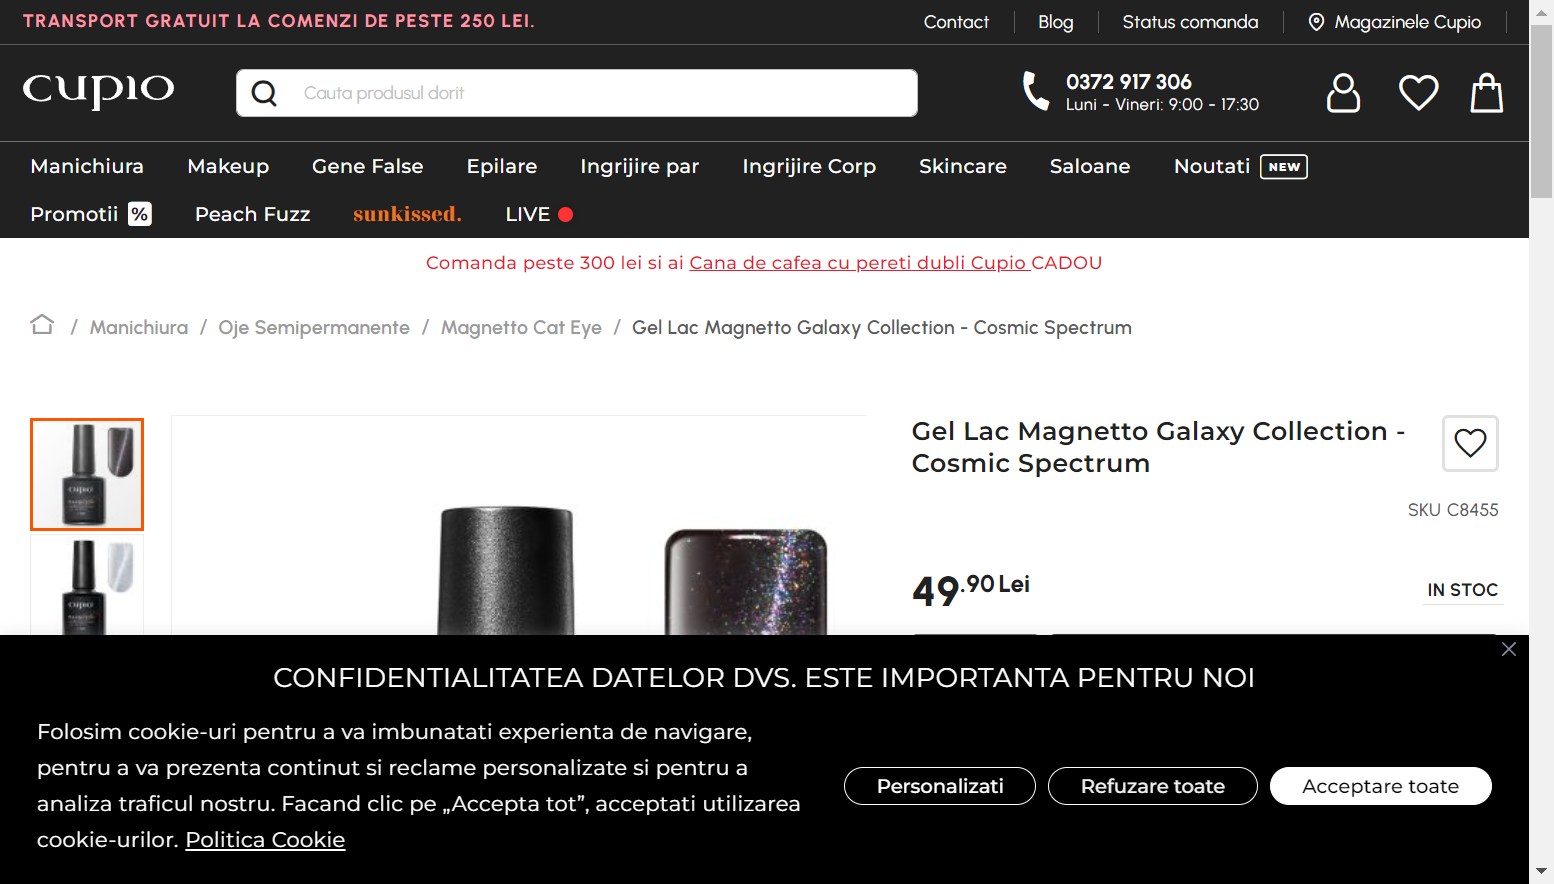 TRANSPORT GRATUIT LA COMENZI DE PESTE 250 LEI.
Contact
Blog
Status comanda
Magazinele Cupio
cupio
Cauta produsul dorit
0372 917 306
Luni - Vineri: 9:00 - 17:30
Manichiura
Makeup
Gene False
Epilare
Ingrijire par
Ingrijire Corp
Skincare
Saloane
Noutati NEW
Promotii %
Peach Fuzz
sunkissed.
LIVE
Comanda peste 300 lei si ai Cana de cafea cu pereti dubli Cupio CADOU
/ Manichiura / Oje Semipermanente / Magnetto Cat Eye / Gel Lac Magnetto Galaxy Collection - Cosmic Spectrum
cupio
cupio
Gel Lac Magnetto Galaxy Collection -
Cosmic Spectrum
SKU C8455
49.90 Lei
IN STOC
CONFIDENTIALITATEA DATELOR DVS. ESTE IMPORTANTA PENTRU NOI
Folosim cookie-uri pentru a va imbunatati experienta de navigare,
pentru a va prezenta continut si reclame personalizate si pentru a
analiza traficul nostru. Facand clic pe „Accepta tot”, acceptati utilizarea
cookie-urilor. Politica Cookie
Personalizati
Refuzare toate
Acceptare toate